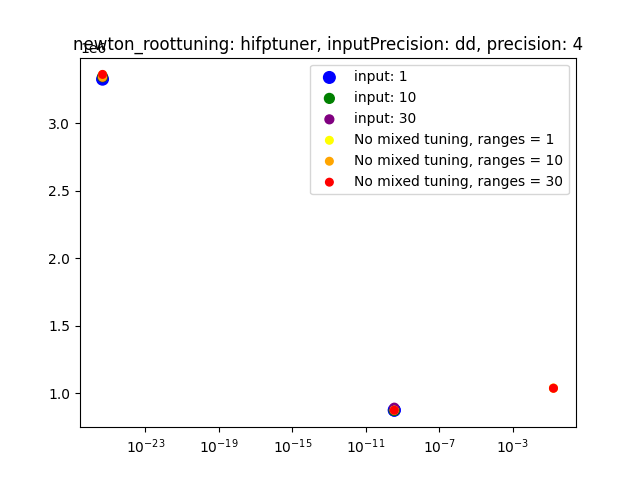 newton_roottuning: hifptuner, inputPrecision: dd, precision: 4
1e6
input: 1
input: 10
input: 30
No mixed tuning, ranges = 1
No mixed tuning, ranges = 10
No mixed tuning, ranges = 30
3.0
2.5
2.0
1.5
1.0
10⁻²³ 10⁻¹⁹ 10⁻¹⁵ 10⁻¹¹ 10⁻⁷ 10⁻³